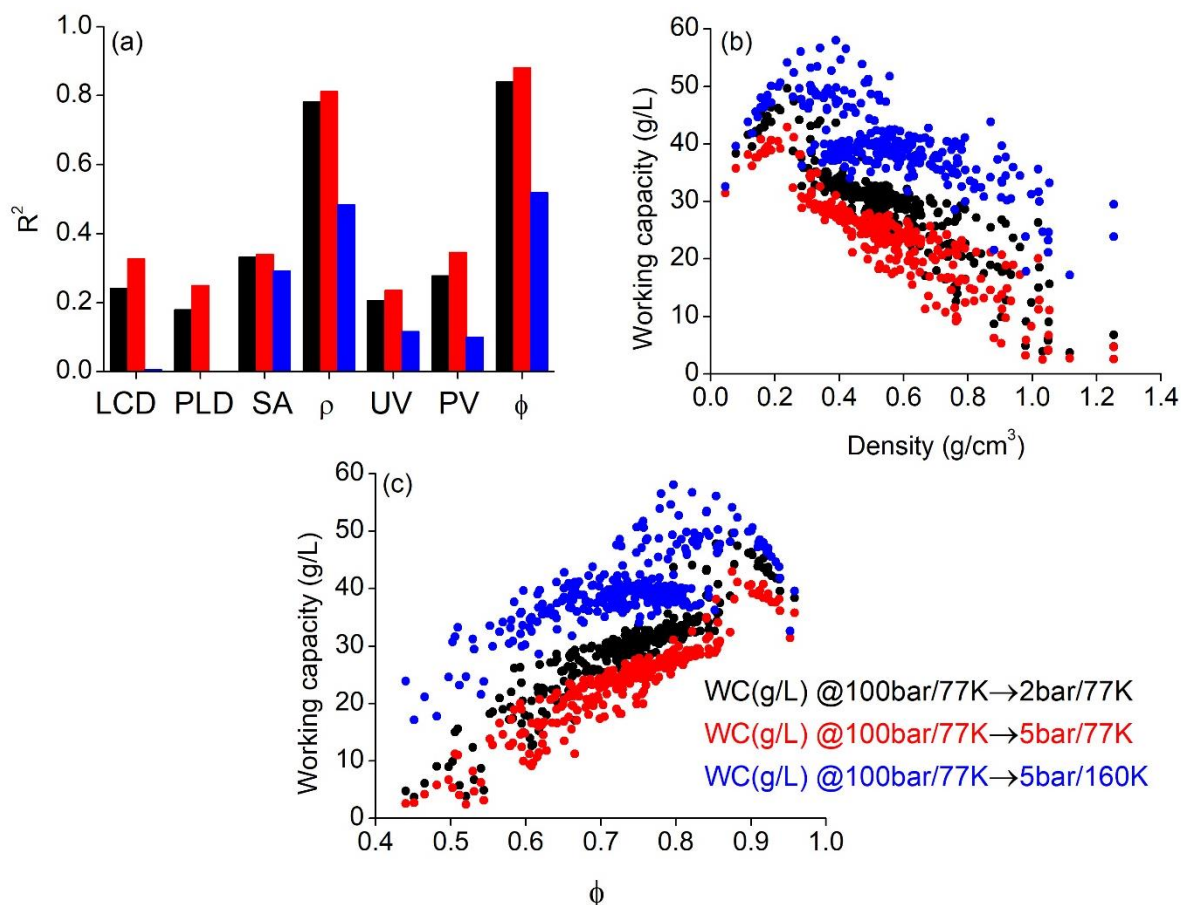 (a)
R²
1.0
0.8
0.6
0.4
0.2
0.0
LCD PLD SA ρ UV PV ϕ
(b)
Working capacity (g/L)
60
50
40
30
20
10
0
0.0 0.2 0.4 0.6 0.8 1.0 1.2 1.4
Density (g/cm³)
(c)
Working capacity (g/L)
60
50
40
30
20
10
0
WC(g/L) @100bar/77K→2bar/77K
WC(g/L) @100bar/77K→5bar/77K
WC(g/L) @100bar/77K→5bar/160K
0.4 0.5 0.6 0.7 0.8 0.9 1.0
ϕ